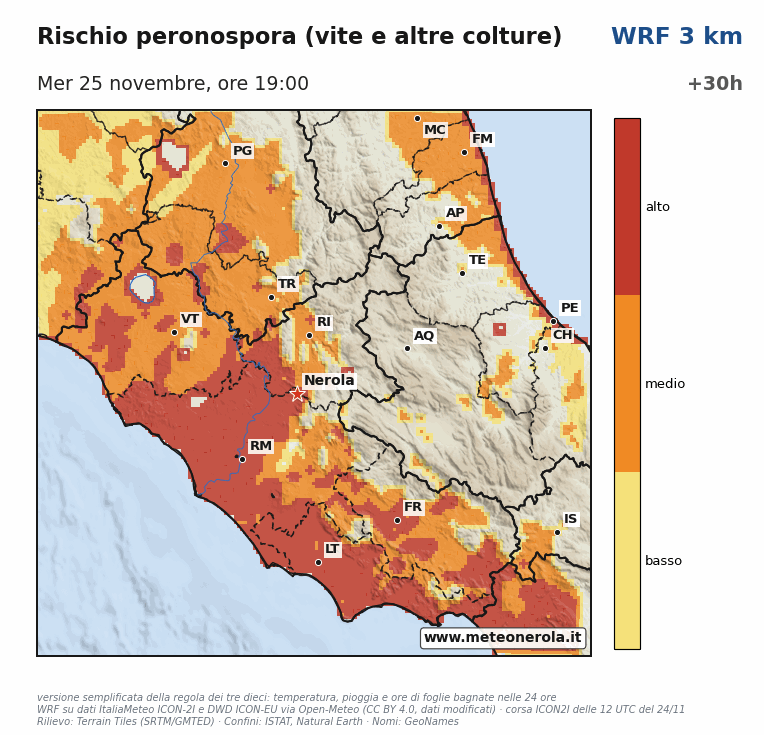 Rischio peronospora (vite e altre colture)
WRF 3 km
Mer 25 novembre, ore 19:00
+30h
MC
FM
PG
AP
TE
TR
PE
VT
RI
AQ
CH
Nerola
RM
FR
IS
LT
www.meteonerola.it
alto
medio
basso
versione semplificata della regola dei tre dieci: temperatura, pioggia e ore di foglie bagnate nelle 24 ore
WRF su dati ItaliaMeteo ICON-2I e DWD ICON-EU via Open-Meteo (CC BY 4.0, dati modificati) · corsa ICON2I delle 12 UTC del 24/11
Rilievo: Terrain Tiles (SRTM/GMTED) · Confini: ISTAT, Natural Earth · Nomi: GeoNames